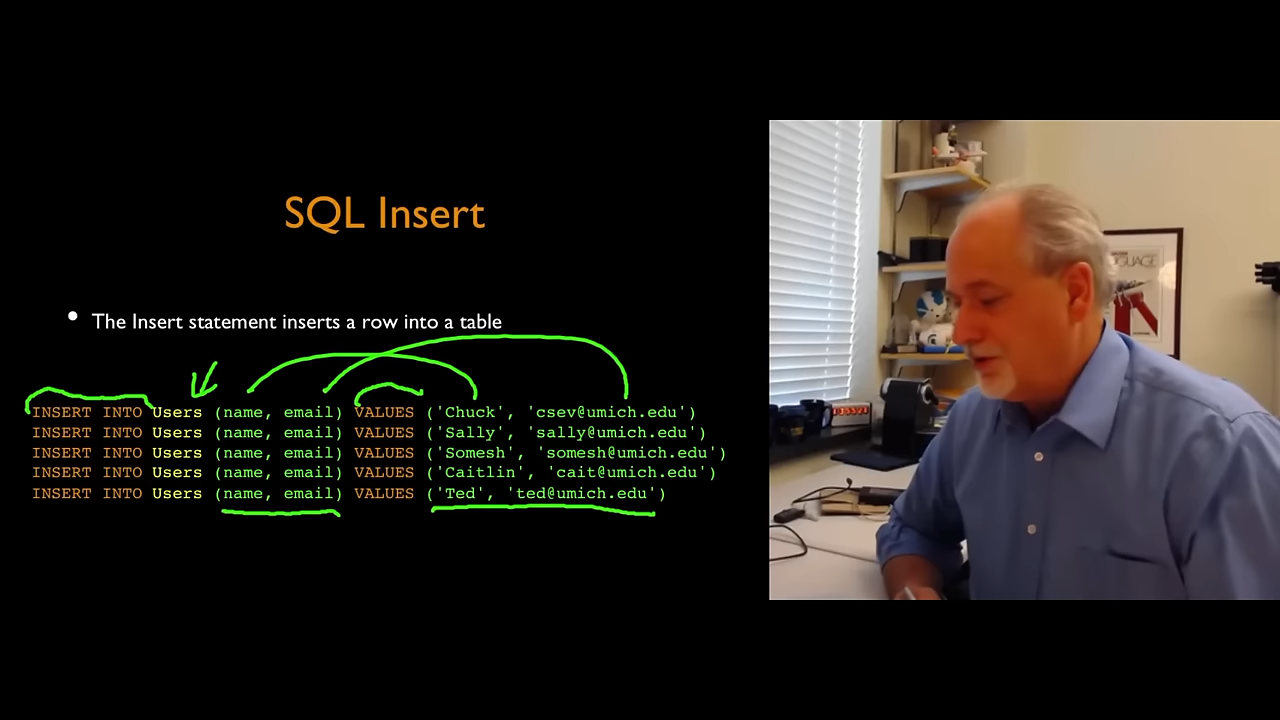 SQL Insert
• The Insert statement inserts a row into a table
INSERT INTO Users (name, email) VALUES ('Chuck', 'csev@umich.edu')
INSERT INTO Users (name, email) VALUES ('Sally', 'sally@umich.edu')
INSERT INTO Users (name, email) VALUES ('Somesh', 'somesh@umich.edu')
INSERT INTO Users (name, email) VALUES ('Caitlin', 'cait@umich.edu')
INSERT INTO Users (name, email) VALUES ('Ted', 'ted@umich.edu')